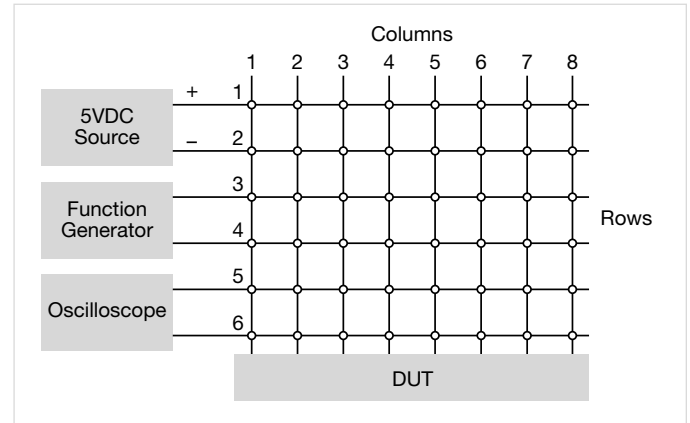 Columns
1 2 3 4 5 6 7 8
5VDC
Source
+ 1
– 2
Function
Generator
3
4
Rows
Oscilloscope
5
6
DUT